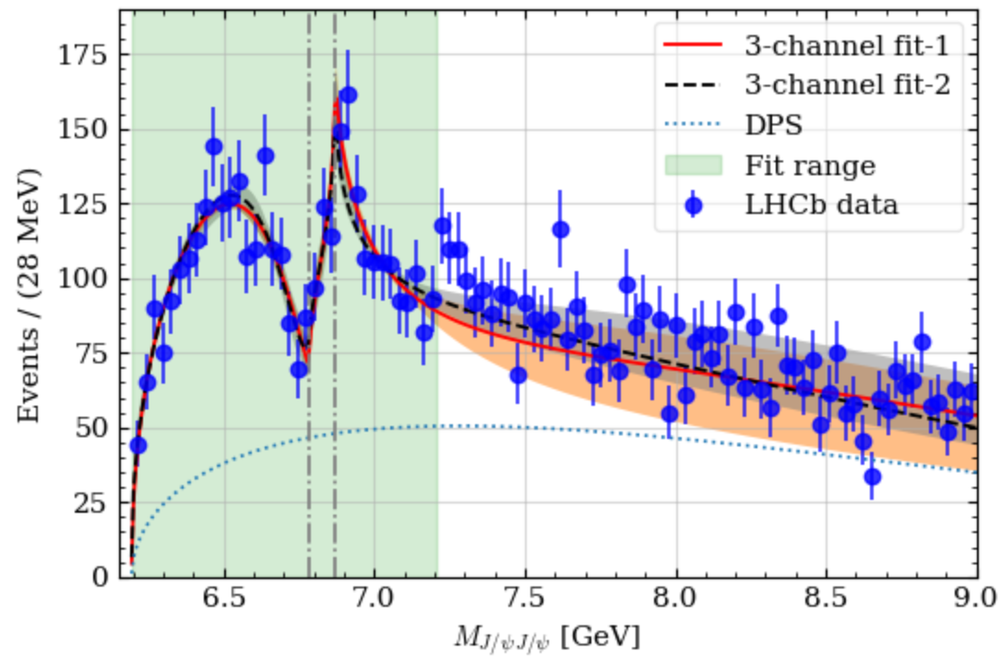 175
150
125
100
75
50
25
0
Events / (28 MeV)
3-channel fit-1
3-channel fit-2
DPS
Fit range
LHCb data
6.5 7.0 7.5 8.0 8.5 9.0
M_{J/ψJ/ψ} [GeV]